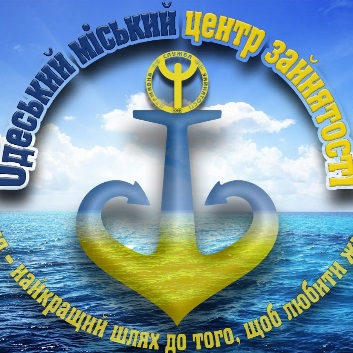 Одеський міський центр зайнятості
– найкращий шлях до того, щоб любити